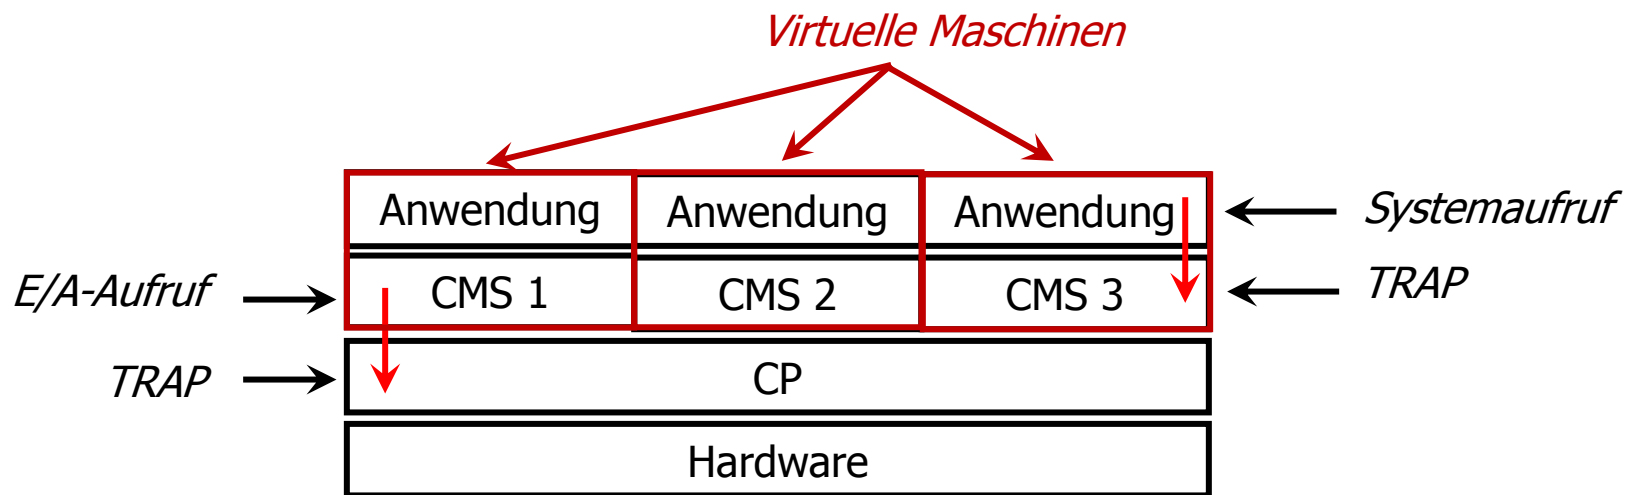 Virtuelle Maschinen
Anwendung Anwendung Anwendung Systemaufruf
E/A-Aufruf CMS 1 CMS 2 CMS 3 TRAP
TRAP CP
Hardware